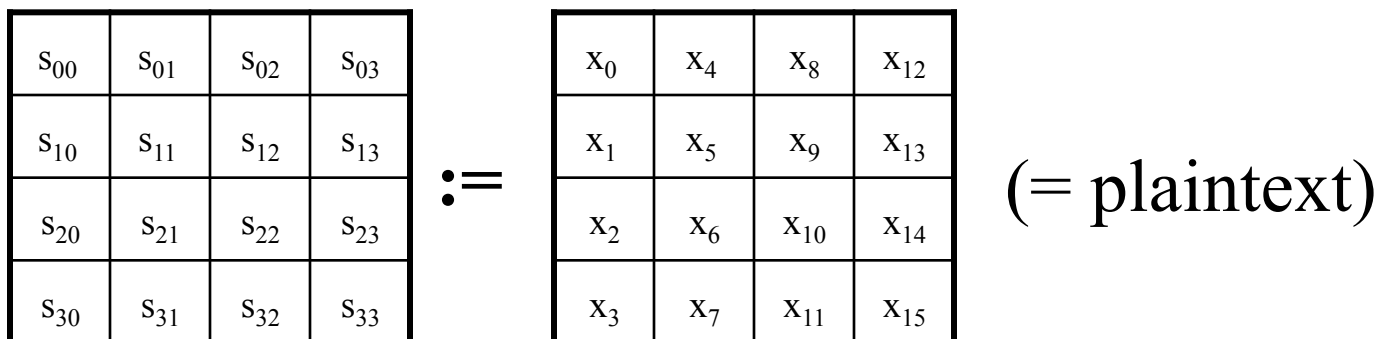 s₀₀ s₀₁ s₀₂ s₀₃ x₀ x₄ x₈ x₁₂
s₁₀ s₁₁ s₁₂ s₁₃ x₁ x₅ x₉ x₁₃
:= (= plaintext)
s₂₀ s₂₁ s₂₂ s₂₃ x₂ x₆ x₁₀ x₁₄
s₃₀ s₃₁ s₃₂ s₃₃ x₃ x₇ x₁₁ x₁₅